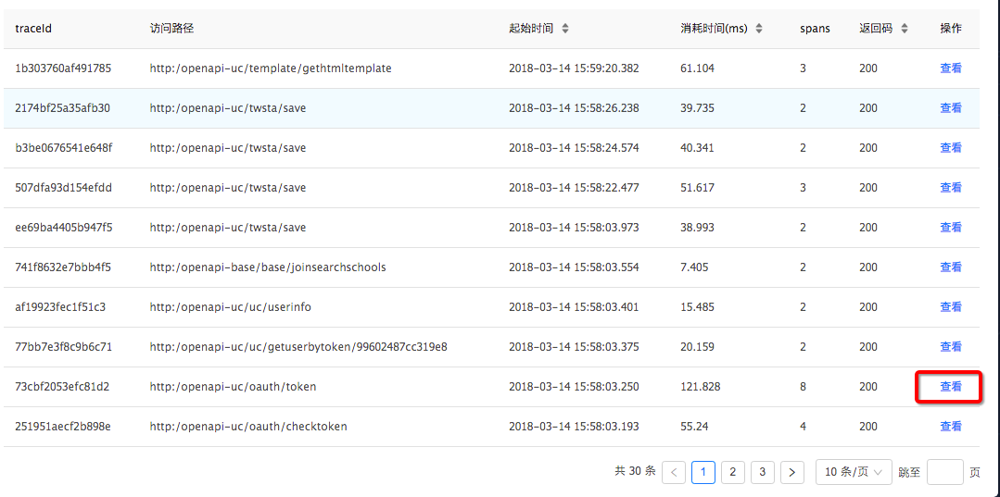 traceId 访问路径 起始时间 消耗时间(ms) spans 返回码 操作
1b303760af491785 http:/openapi-uc/template/gethtmltemplate 2018-03-14 15:59:20.382 61.104 3 200 查看
2174bf25a35afb30 http:/openapi-uc/twsta/save 2018-03-14 15:58:26.238 39.735 2 200 查看
b3be0676541e648f http:/openapi-uc/twsta/save 2018-03-14 15:58:24.574 40.341 2 200 查看
507dfa93d154efdd http:/openapi-uc/twsta/save 2018-03-14 15:58:22.477 51.617 3 200 查看
ee69ba4405b947f5 http:/openapi-uc/twsta/save 2018-03-14 15:58:03.973 38.993 2 200 查看
741f8632e7bbb4f5 http:/openapi-base/base/joinsearchschools 2018-03-14 15:58:03.554 7.405 2 200 查看
af19923fec1f51c3 http:/openapi-uc/uc/userinfo 2018-03-14 15:58:03.401 15.485 2 200 查看
77bb7e3f8c9b6c71 http:/openapi-uc/uc/getuserbytoken/99602487cc319e8 2018-03-14 15:58:03.375 20.159 2 200 查看
73cbf2053efc81d2 http:/openapi-uc/oauth/token 2018-03-14 15:58:03.250 121.828 8 200 查看
251951aecf2b898e http:/openapi-uc/oauth/checktoken 2018-03-14 15:58:03.193 55.24 4 200 查看
共 30 条 < 1 2 3 > 10 条/页 跳至 页